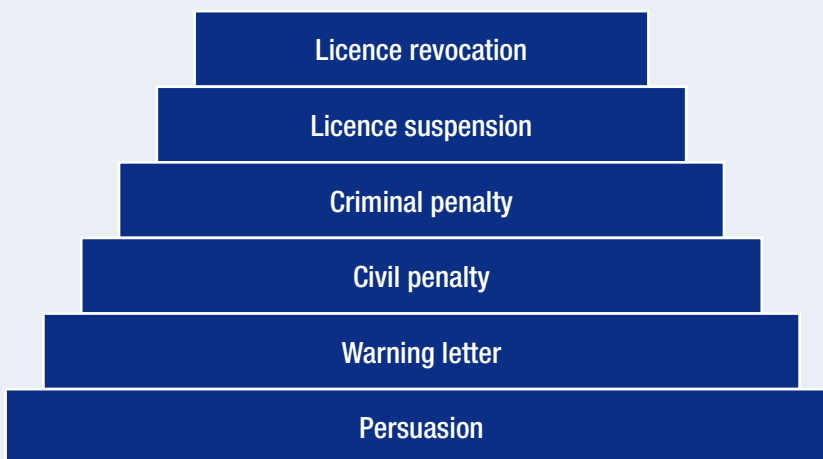 Licence revocation
Licence suspension
Criminal penalty
Civil penalty
Warning letter
Persuasion